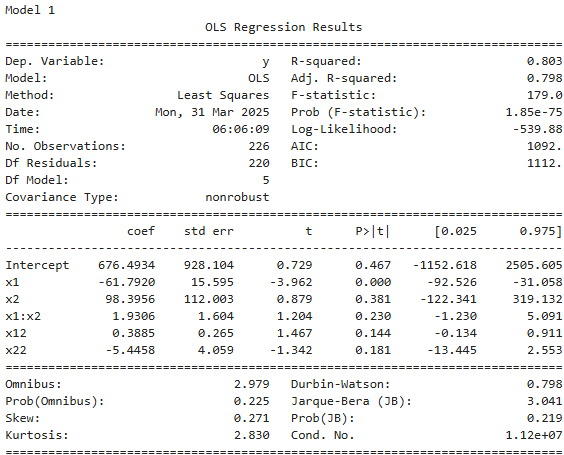 Model 1
OLS Regression Results
==============================================================================
Dep. Variable: y R-squared: 0.803
Model: OLS Adj. R-squared: 0.798
Method: Least Squares F-statistic: 179.0
Date: Mon, 31 Mar 2025 Prob (F-statistic): 1.85e-75
Time: 06:06:09 Log-Likelihood: -539.88
No. Observations: 226 AIC: 1092.
Df Residuals: 220 BIC: 1112.
Df Model: 5
Covariance Type: nonrobust
==============================================================================
coef std err t P>|t| [0.025 0.975]
------------------------------------------------------------------------------
Intercept 676.4934 928.104 0.729 0.467 -1152.618 2505.605
x1 -61.7920 15.595 -3.962 0.000 -92.526 -31.058
x2 98.3956 112.003 0.879 0.381 -122.341 319.132
x1:x2 1.9306 1.604 1.204 0.230 -1.230 5.091
x12 0.3885 0.265 1.467 0.144 -0.134 0.911
x22 -5.4458 4.059 -1.342 0.181 -13.445 2.553
==============================================================================
Omnibus: 2.979 Durbin-Watson: 0.798
Prob(Omnibus): 0.225 Jarque-Bera (JB): 3.041
Skew: 0.271 Prob(JB): 0.219
Kurtosis: 2.830 Cond. No. 1.12e+07
==============================================================================